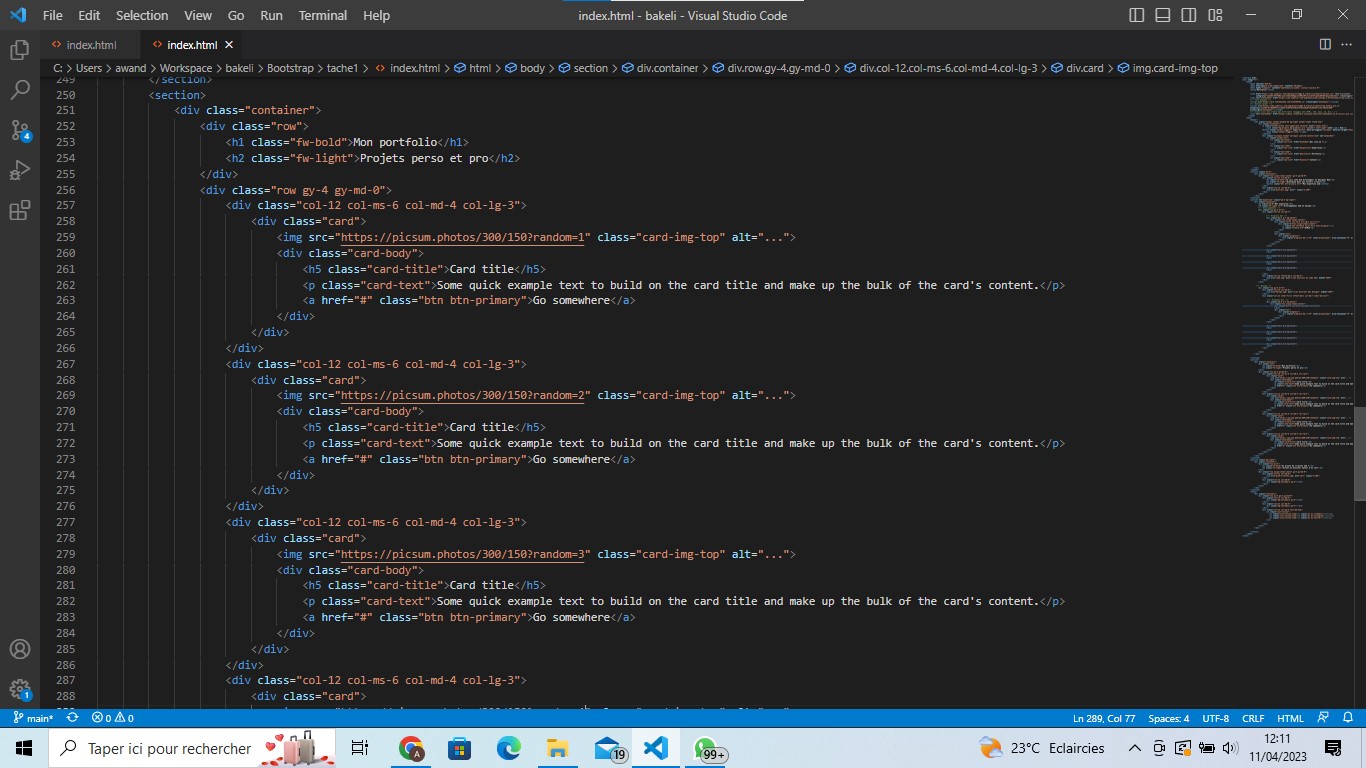 File Edit Selection View Go Run Terminal Help index.html - bakeli - Visual Studio Code
index.html index.html
C: > Users > awand > Workspace > bakeli > Bootstrap > tache1 > index.html > html > body > section > div.container > div.row.gy-4.gy-md-0 > div.col-12.col-ms-6.col-md-4.col-lg-3 > div.card > img.card-img-top
249 </section>
250 <section>
251 <div class="container">
252 <div class="row">
253 <h1 class="fw-bold">Mon portfolio</h1>
254 <h2 class="fw-light">Projets perso et pro</h2>
255 </div>
256 <div class="row gy-4 gy-md-0">
257 <div class="col-12 col-ms-6 col-md-4 col-lg-3">
258 <div class="card">
259 <img src="https://picsum.photos/300/150?random=1" class="card-img-top" alt="...">
260 <div class="card-body">
261 <h5 class="card-title">Card title</h5>
262 <p class="card-text">Some quick example text to build on the card title and make up the bulk of the card's content.</p>
263 <a href="#" class="btn btn-primary">Go somewhere</a>
264 </div>
265 </div>
266 </div>
267 <div class="col-12 col-ms-6 col-md-4 col-lg-3">
268 <div class="card">
269 <img src="https://picsum.photos/300/150?random=2" class="card-img-top" alt="...">
270 <div class="card-body">
271 <h5 class="card-title">Card title</h5>
272 <p class="card-text">Some quick example text to build on the card title and make up the bulk of the card's content.</p>
273 <a href="#" class="btn btn-primary">Go somewhere</a>
274 </div>
275 </div>
276 </div>
277 <div class="col-12 col-ms-6 col-md-4 col-lg-3">
278 <div class="card">
279 <img src="https://picsum.photos/300/150?random=3" class="card-img-top" alt="...">
280 <div class="card-body">
281 <h5 class="card-title">Card title</h5>
282 <p class="card-text">Some quick example text to build on the card title and make up the bulk of the card's content.</p>
283 <a href="#" class="btn btn-primary">Go somewhere</a>
284 </div>
285 </div>
286 </div>
287 <div class="col-12 col-ms-6 col-md-4 col-lg-3">
288 <div class="card">
4
1
main* 0 0 Ln 289, Col 77 Spaces: 4 UTF-8 CRLF HTML
Taper ici pour rechercher A 19 99+ 23°C Eclaircies 12:11
11/04/2023